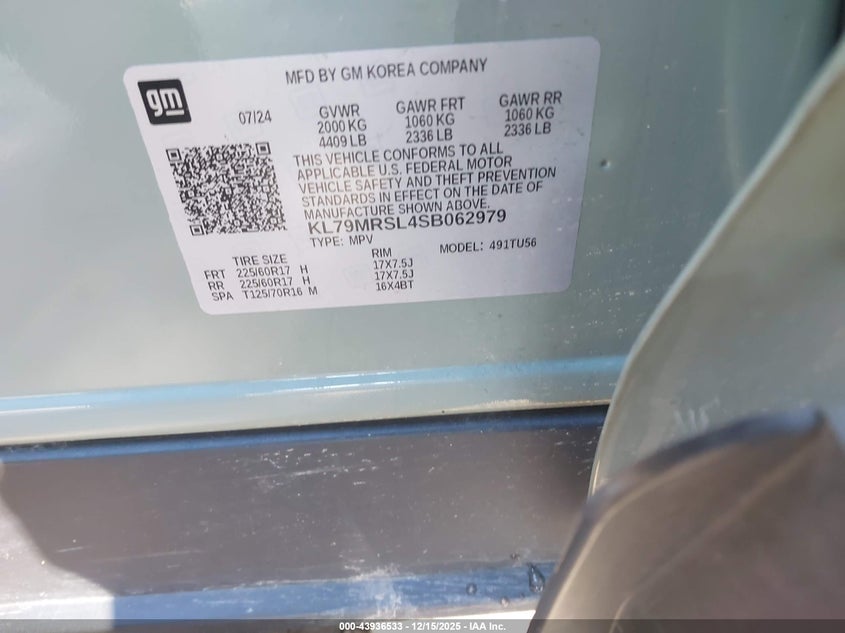 MFD BY GM KOREA COMPANY
gm
07/24
GVWR GAWR FRT GAWR RR
2000 KG 1060 KG 1060 KG
4409 LB 2336 LB 2336 LB
THIS VEHICLE CONFORMS TO ALL
APPLICABLE U.S. FEDERAL MOTOR
VEHICLE SAFETY AND THEFT PREVENTION
STANDARDS IN EFFECT ON THE DATE OF
MANUFACTURE SHOWN ABOVE.
KL79MRSL4SB062979
TYPE: MPV MODEL: 491TU56
TIRE SIZE RIM
FRT 225/60R17 H 17X7.5J
RR 225/60R17 H 17X7.5J
SPA T125/70R16 M 16X4BT
000-43936533 - 12/15/2025 - IAA Inc.